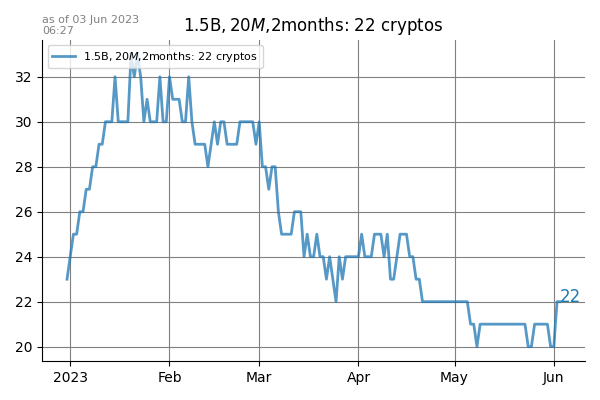 as of 03 Jun 2023
06:27
1.5B, 20M,2months: 22 cryptos
1.5B, 20M,2months: 22 cryptos
32
30
28
26
24
22
20
22
2023
Feb
Mar
Apr
May
Jun